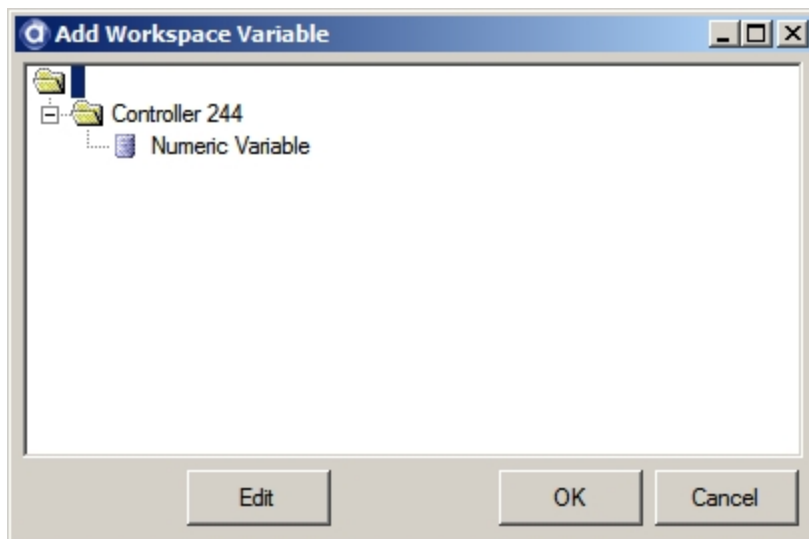 Add Workspace Variable
Controller 244
Numeric Variable
Edit OK Cancel